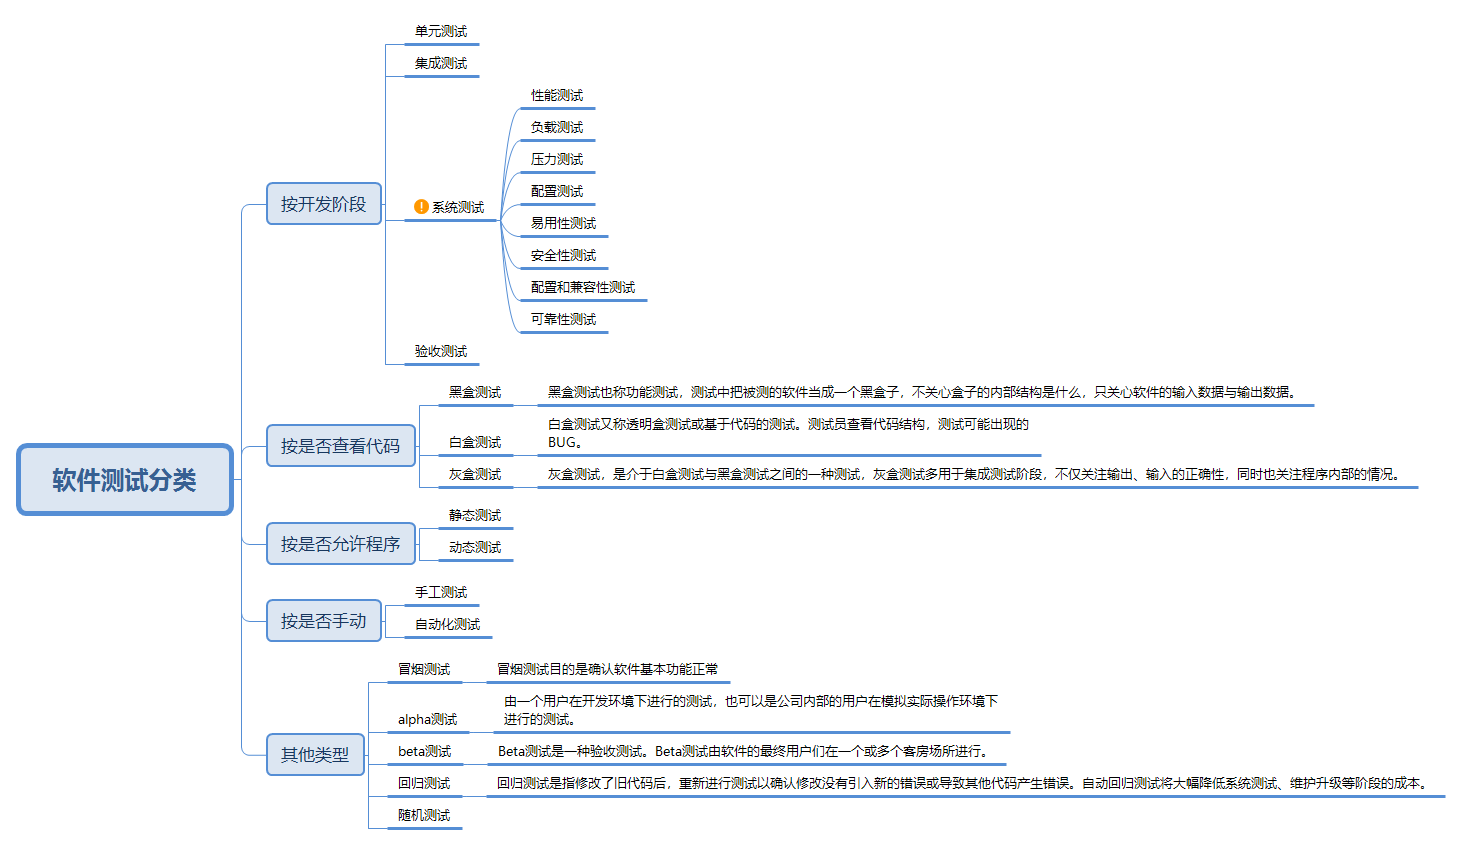 软件测试分类
按开发阶段
单元测试
集成测试
系统测试
性能测试
负载测试
压力测试
配置测试
易用性测试
安全性测试
配置和兼容性测试
可靠性测试
验收测试
按是否查看代码
黑盒测试
黑盒测试也称功能测试，测试中把被测的软件当成一个黑盒子，不关心盒子的内部结构是什么，只关心软件的输入数据与输出数据。
白盒测试
白盒测试又称透明盒测试或基于代码的测试。测试员查看代码结构，测试可能出现的
BUG。
灰盒测试
灰盒测试，是介于白盒测试与黑盒测试之间的一种测试，灰盒测试多用于集成测试阶段，不仅关注输出、输入的正确性，同时也关注程序内部的情况。
按是否允许程序
静态测试
动态测试
按是否手动
手工测试
自动化测试
其他类型
冒烟测试
冒烟测试目的是确认软件基本功能正常
alpha测试
由一个用户在开发环境下进行的测试，也可以是公司内部的用户在模拟实际操作环境下
进行的测试。
beta测试
Beta测试是一种验收测试。Beta测试由软件的最终用户们在一个或多个客房场所进行。
回归测试
回归测试是指修改了旧代码后，重新进行测试以确认修改没有引入新的错误或导致其他代码产生错误。自动回归测试将大幅降低系统测试、维护升级等阶段的成本。
随机测试